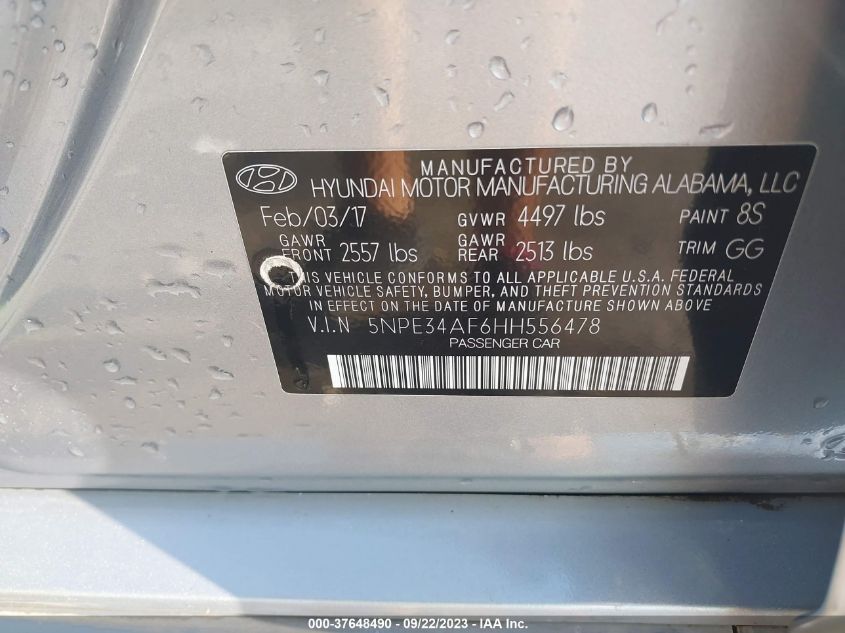 MANUFACTURED BY
HYUNDAI MOTOR MANUFACTURING ALABAMA, LLC
Feb/03/17 GVWR 4497 lbs PAINT 8S
GAWR FRONT 2557 lbs GAWR REAR 2513 lbs TRIM GG
THIS VEHICLE CONFORMS TO ALL APPLICABLE U.S.A. FEDERAL
MOTOR VEHICLE SAFETY, BUMPER, AND THEFT PREVENTION STANDARDS
IN EFFECT ON THE DATE OF MANUFACTURE SHOWN ABOVE
V.I.N 5NPE34AF6HH556478
PASSENGER CAR
000-37648490 - 09/22/2023 - IAA Inc.